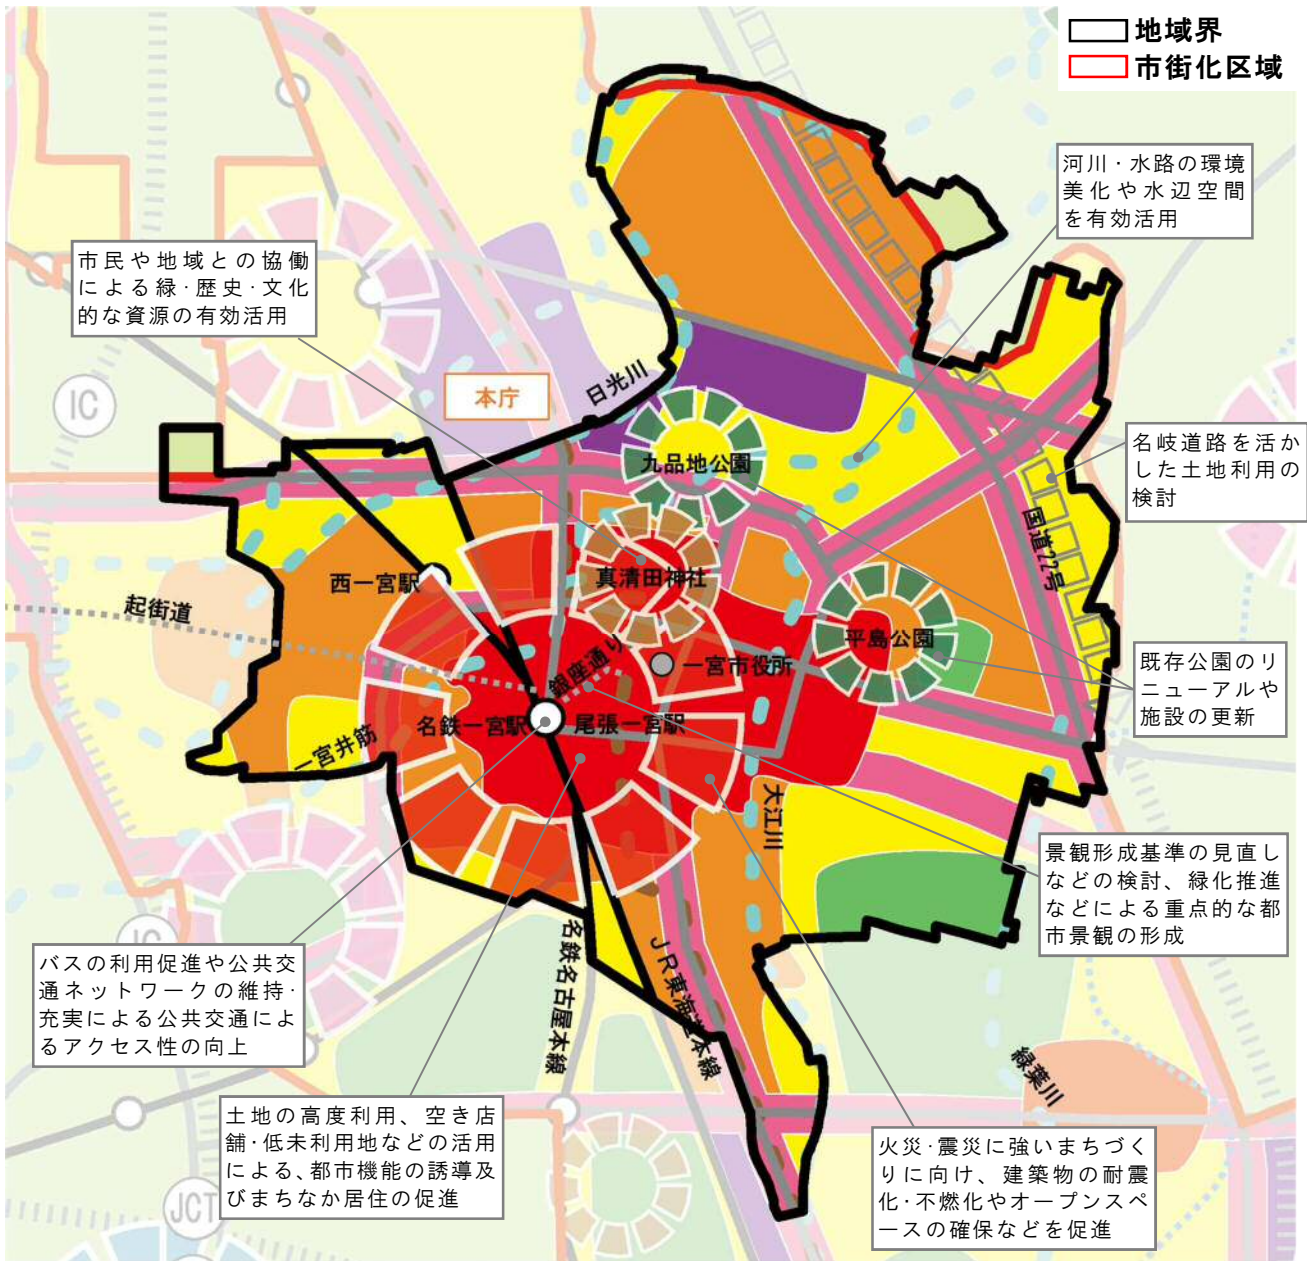 地域界
市街化区域
河川・水路の環境
美化や水辺空間
を有効活用
市民や地域との協働
による緑・歴史・文化
的な資源の有効活用
本庁
日光川
IC
九品地公園
名岐道路を活か
した土地利用の
検討
国道22号
西一宮駅
真清田神社
起街道
平島公園
銀座通り
一宮市役所
既存公園のリ
ニューアルや
施設の更新
名鉄一宮駅
尾張一宮駅
一宮井筋
大江川
景観形成基準の見直し
などの検討、緑化推進
などによる重点的な都
市景観の形成
IC
バスの利用促進や公共交
通ネットワークの維持・
充実による公共交通によ
るアクセス性の向上
名鉄名古屋本線
JR東海道本線
緑葉川
土地の高度利用、空き店
舗・低未利用地などの活用
による、都市機能の誘導及
びまちなか居住の促進
火災・震災に強いまちづく
りに向け、建築物の耐震
化・不燃化やオープンスペ
ースの確保などを促進
JCT